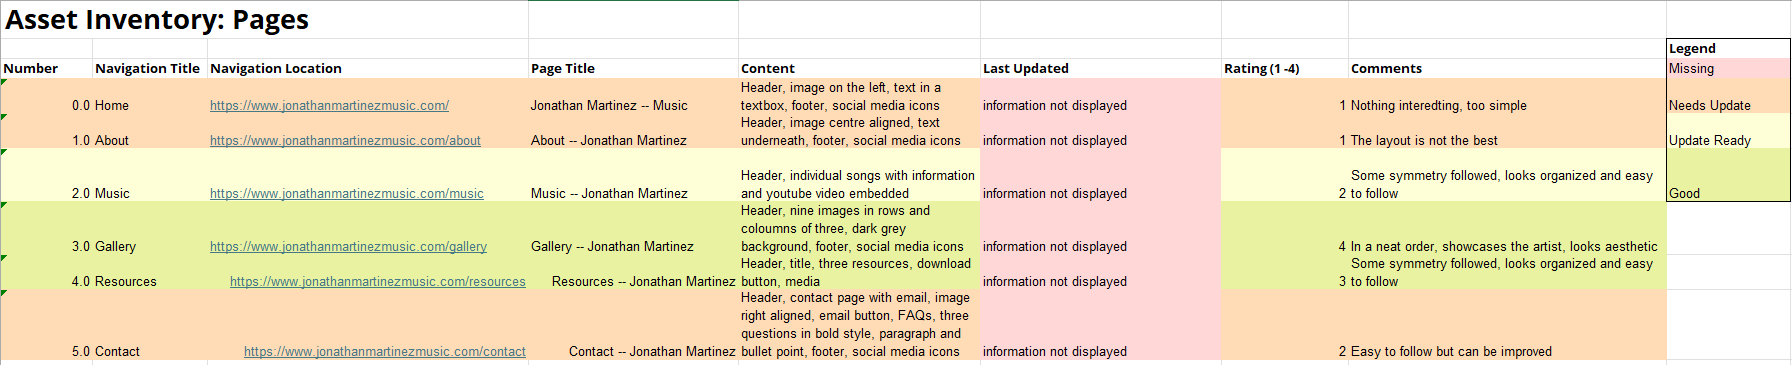 Asset Inventory: Pages
Legend
Number Navigation Title Navigation Location Page Title Content Last Updated Rating (1 -4) Comments Missing
Header, image on the left, text in a
0.0 Home https://www.jonathanmartinezmusic.com/ Jonathan Martinez -- Music textbox, footer, social media icons information not displayed 1 Nothing interedting, too simple Needs Update
Header, image centre aligned, text
1.0 About https://www.jonathanmartinezmusic.com/about About -- Jonathan Martinez underneath, footer, social media icons information not displayed 1 The layout is not the best Update Ready
Header, individual songs with information Some symmetry followed, looks organized and easy
2.0 Music https://www.jonathanmartinezmusic.com/music Music -- Jonathan Martinez and youtube video embedded information not displayed 2 to follow Good
Header, nine images in rows and
coloumns of three, dark grey
3.0 Gallery https://www.jonathanmartinezmusic.com/gallery Gallery -- Jonathan Martinez background, footer, social media icons information not displayed 4 In a neat order, showcases the artist, looks aesthetic
Header, title, three resources, download Some symmetry followed, looks organized and easy
4.0 Resources https://www.jonathanmartinezmusic.com/resources Resources -- Jonathan Martinez button, media information not displayed 3 to follow
Header, contact page with email, image
right aligned, email button, FAQs, three
questions in bold style, paragraph and
5.0 Contact https://www.jonathanmartinezmusic.com/contact Contact -- Jonathan Martinez bullet point, footer, social media icons information not displayed 2 Easy to follow but can be improved